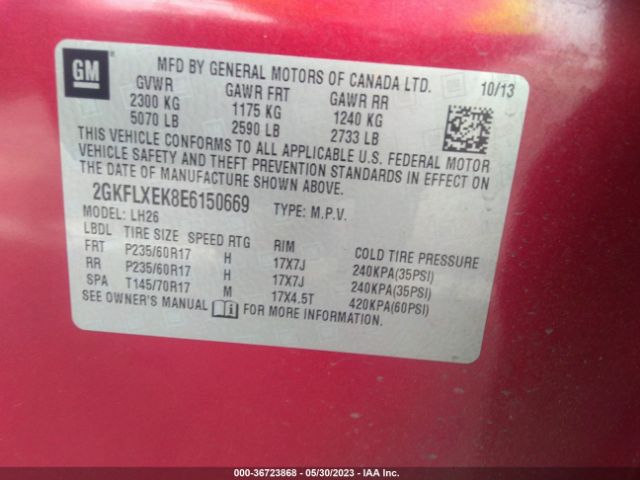 GM
MFD BY GENERAL MOTORS OF CANADA LTD.
GVWR GAWR FRT GAWR RR 10/13
2300 KG 1175 KG 1240 KG
5070 LB 2590 LB 2733 LB
THIS VEHICLE CONFORMS TO ALL APPLICABLE U.S. FEDERAL MOTOR
VEHICLE SAFETY AND THEFT PREVENTION STANDARDS IN EFFECT ON
THE DATE OF MANUFACTURE SHOWN ABOVE.
2GKFLXEK8E6150669 TYPE: M.P.V.
MODEL: LH26
LBDL TIRE SIZE SPEED RTG RIM COLD TIRE PRESSURE
FRT P235/60R17 H 17X7J 240KPA(35PSI)
RR P235/60R17 H 17X7J 240KPA(35PSI)
SPA T145/70R17 M 17X4.5T 420KPA(60PSI)
SEE OWNER'S MANUAL FOR MORE INFORMATION.
000-36723868 - 05/30/2023 - IAA Inc.